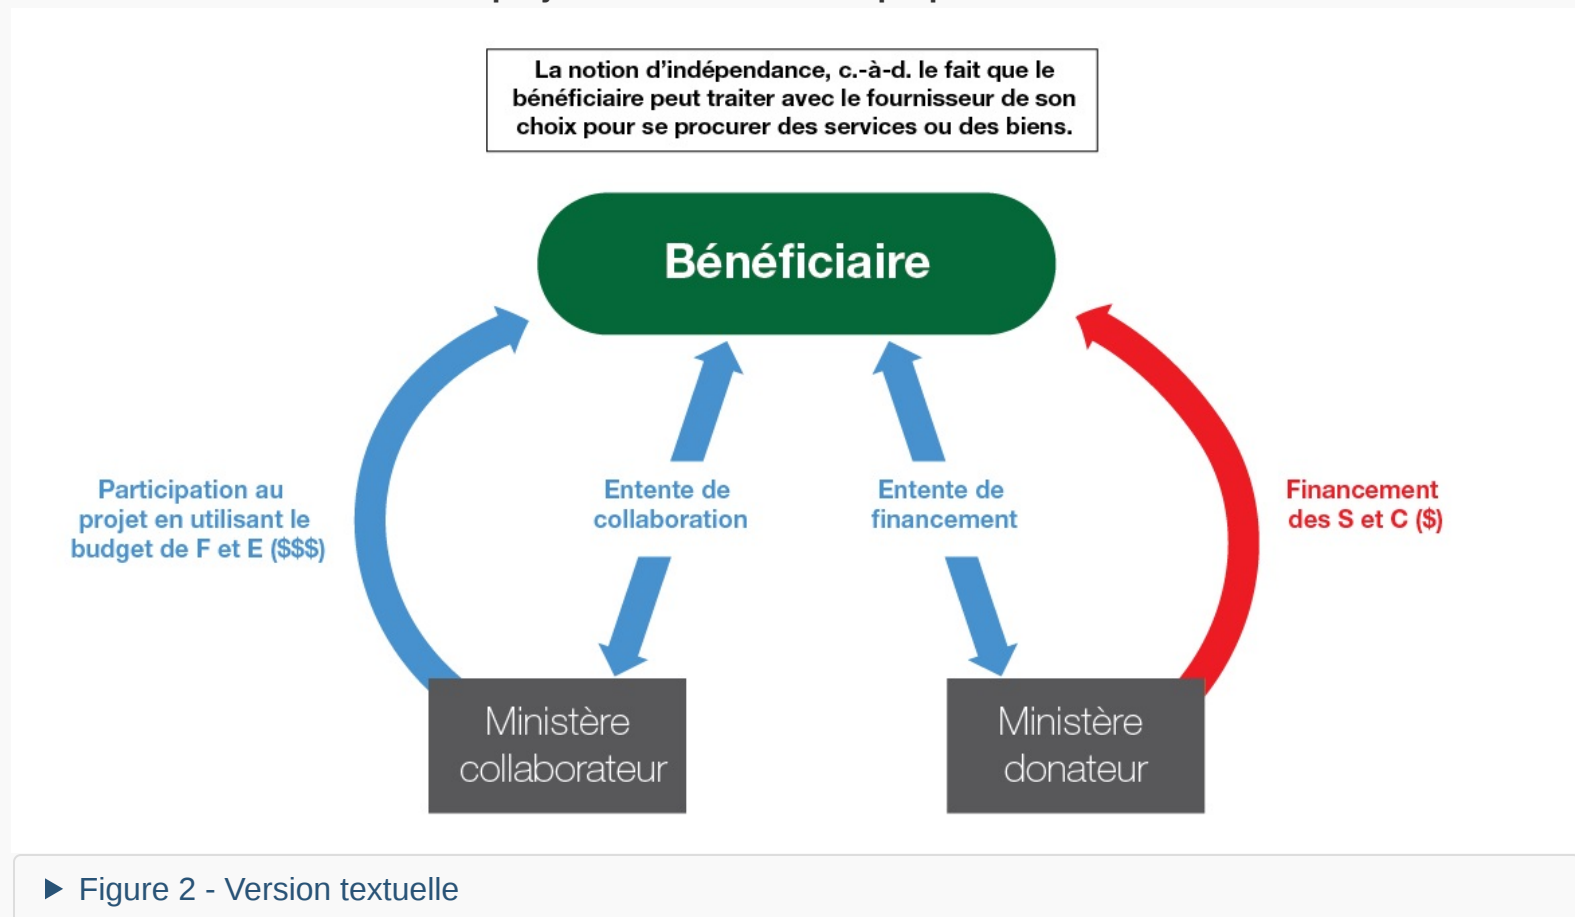 La notion d'indépendance, c.-à-d. le fait que le
bénéficiaire peut traiter avec le fournisseur de son
choix pour se procurer des services ou des biens.
Bénéficiaire
Participation au
projet en utilisant le
budget de F et E ($$$)
Entente de
collaboration
Entente de
financement
Financement
des S et C ($)
Ministère
collaborateur
Ministère
donateur
Figure 2 - Version textuelle